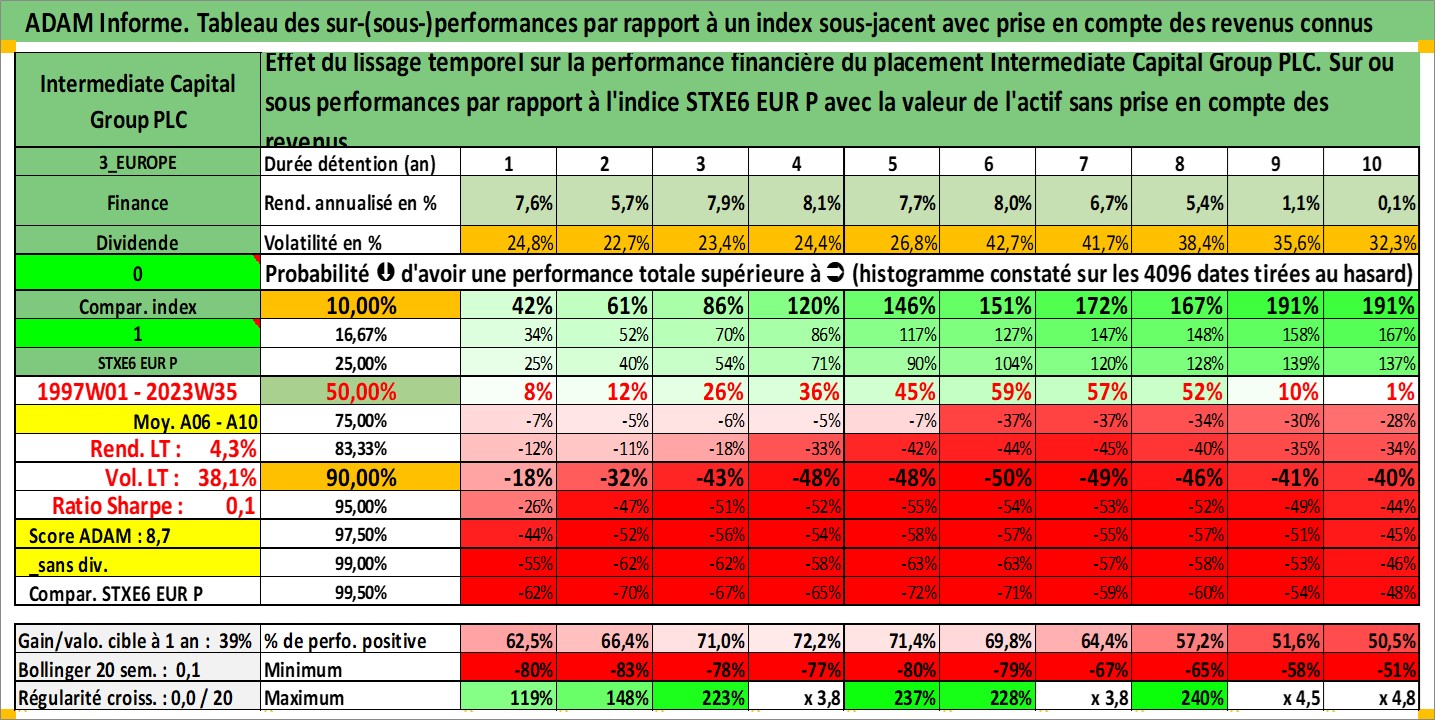 ADAM Informe. Tableau des sur-(sous-)performances par rapport à un index sous-jacent avec prise en compte des revenus connus
Intermediate Capital
Group PLC
Effet du lissage temporel sur la performance financière du placement Intermediate Capital Group PLC. Sur ou
sous performances par rapport à l'indice STXE6 EUR P avec la valeur de l'actif sans prise en compte des
revenus
3_EUROPE Durée détention (an) 1 2 3 4 5 6 7 8 9 10
Finance Rend. annualisé en % 7,6% 5,7% 7,9% 8,1% 7,7% 8,0% 6,7% 5,4% 1,1% 0,1%
Dividende Volatilité en % 24,8% 22,7% 23,4% 24,4% 26,8% 42,7% 41,7% 38,4% 35,6% 32,3%
0 Probabilité ⬇ d'avoir une performance totale supérieure à ➲ (histogramme constaté sur les 4096 dates tirées au hasard)
Compar. index 10,00% 42% 61% 86% 120% 146% 151% 172% 167% 191% 191%
1 16,67% 34% 52% 70% 86% 117% 127% 147% 148% 158% 167%
STXE6 EUR P 25,00% 25% 40% 54% 71% 90% 104% 120% 128% 139% 137%
1997W01 - 2023W35 50,00% 8% 12% 26% 36% 45% 59% 57% 52% 10% 1%
Moy. A06 - A10 75,00% -7% -5% -6% -5% -7% -37% -37% -34% -30% -28%
Rend. LT : 4,3% 83,33% -12% -11% -18% -33% -42% -44% -45% -40% -35% -34%
Vol. LT : 38,1% 90,00% -18% -32% -43% -48% -48% -50% -49% -46% -41% -40%
Ratio Sharpe : 0,1 95,00% -26% -47% -51% -52% -55% -54% -53% -52% -49% -44%
Score ADAM : 8,7 97,50% -44% -52% -56% -54% -58% -57% -55% -57% -51% -45%
_sans div. 99,00% -55% -62% -62% -58% -63% -63% -57% -58% -53% -46%
Compar. STXE6 EUR P 99,50% -62% -70% -67% -65% -72% -71% -59% -60% -54% -48%
Gain/valo. cible à 1 an : 39% % de perfo. positive 62,5% 66,4% 71,0% 72,2% 71,4% 69,8% 64,4% 57,2% 51,6% 50,5%
Bollinger 20 sem. : 0,1 Minimum -80% -83% -78% -77% -80% -79% -67% -65% -58% -51%
Régularité croiss. : 0,0 / 20 Maximum 119% 148% 223% x 3,8 237% 228% x 3,8 240% x 4,5 x 4,8